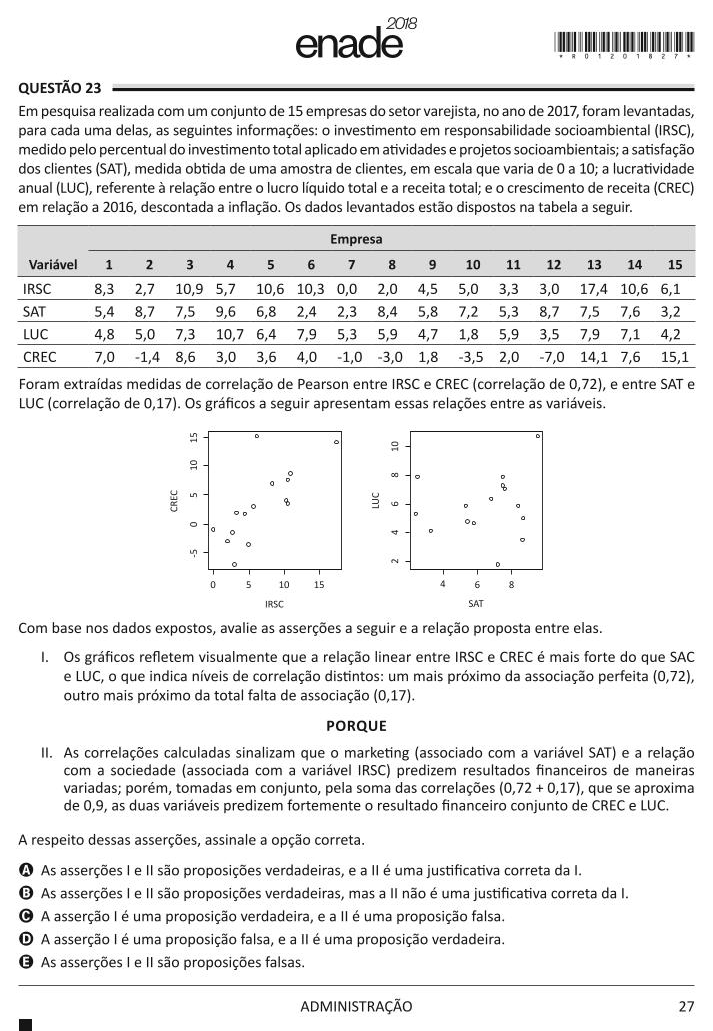 enade2018
*R01201827*
QUESTÃO 23
Em pesquisa realizada com um conjunto de 15 empresas do setor varejista, no ano de 2017, foram levantadas,
para cada uma delas, as seguintes informações: o investimento em responsabilidade socioambiental (IRSC),
medido pelo percentual do investimento total aplicado em atividades e projetos socioambientais; a satisfação
dos clientes (SAT), medida obtida de uma amostra de clientes, em escala que varia de 0 a 10; a lucratividade
anual (LUC), referente à relação entre o lucro líquido total e a receita total; e o crescimento de receita (CREC)
em relação a 2016, descontada a inflação. Os dados levantados estão dispostos na tabela a seguir.
Empresa
Variável 1 2 3 4 5 6 7 8 9 10 11 12 13 14 15
IRSC 8,3 2,7 10,9 5,7 10,6 10,3 0,0 2,0 4,5 5,0 3,3 3,0 17,4 10,6 6,1
SAT 5,4 8,7 7,5 9,6 6,8 2,4 2,3 8,4 5,8 7,2 5,3 8,7 7,5 7,6 3,2
LUC 4,8 5,0 7,3 10,7 6,4 7,9 5,3 5,9 4,7 1,8 5,9 3,5 7,9 7,1 4,2
CREC 7,0 -1,4 8,6 3,0 3,6 4,0 -1,0 -3,0 1,8 -3,5 2,0 -7,0 14,1 7,6 15,1
Foram extraídas medidas de correlação de Pearson entre IRSC e CREC (correlação de 0,72), e entre SAT e
LUC (correlação de 0,17). Os gráficos a seguir apresentam essas relações entre as variáveis.
CREC
15
10
5
0
-5
0 5 10 15
IRSC
LUC
10
8
6
4
2
4 6 8
SAT
Com base nos dados expostos, avalie as asserções a seguir e a relação proposta entre elas.
I. Os gráficos refletem visualmente que a relação linear entre IRSC e CREC é mais forte do que SAC
e LUC, o que indica níveis de correlação distintos: um mais próximo da associação perfeita (0,72),
outro mais próximo da total falta de associação (0,17).
PORQUE
II. As correlações calculadas sinalizam que o marketing (associado com a variável SAT) e a relação
com a sociedade (associada com a variável IRSC) predizem resultados financeiros de maneiras
variadas; porém, tomadas em conjunto, pela soma das correlações (0,72 + 0,17), que se aproxima
de 0,9, as duas variáveis predizem fortemente o resultado financeiro conjunto de CREC e LUC.
A respeito dessas asserções, assinale a opção correta.
A As asserções I e II são proposições verdadeiras, e a II é uma justificativa correta da I.
B As asserções I e II são proposições verdadeiras, mas a II não é uma justificativa correta da I.
C A asserção I é uma proposição verdadeira, e a II é uma proposição falsa.
D A asserção I é uma proposição falsa, e a II é uma proposição verdadeira.
E As asserções I e II são proposições falsas.
ADMINISTRAÇÃO 27